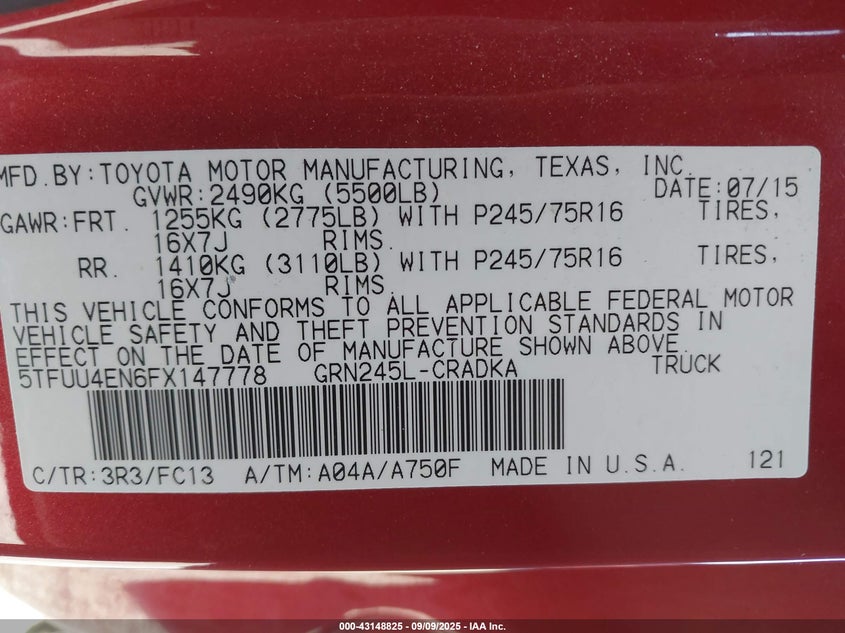 MFD.BY:TOYOTA MOTOR MANUFACTURING, TEXAS, INC.
GVWR:2490KG (5500LB) DATE:07/15
GAWR:FRT. 1255KG (2775LB) WITH P245/75R16 TIRES,
16X7J RIMS.
RR. 1410KG (3110LB) WITH P245/75R16 TIRES,
16X7J RIMS.
THIS VEHICLE CONFORMS TO ALL APPLICABLE FEDERAL MOTOR
VEHICLE SAFETY AND THEFT PREVENTION STANDARDS IN
EFFECT ON THE DATE OF MANUFACTURE SHOWN ABOVE.
5TFUU4EN6FX147778 GRN245L-CRADKA TRUCK
C/TR:3R3/FC13 A/TM:A04A/A750F MADE IN U.S.A. 121
000-43148825 - 09/09/2025 - IAA Inc.